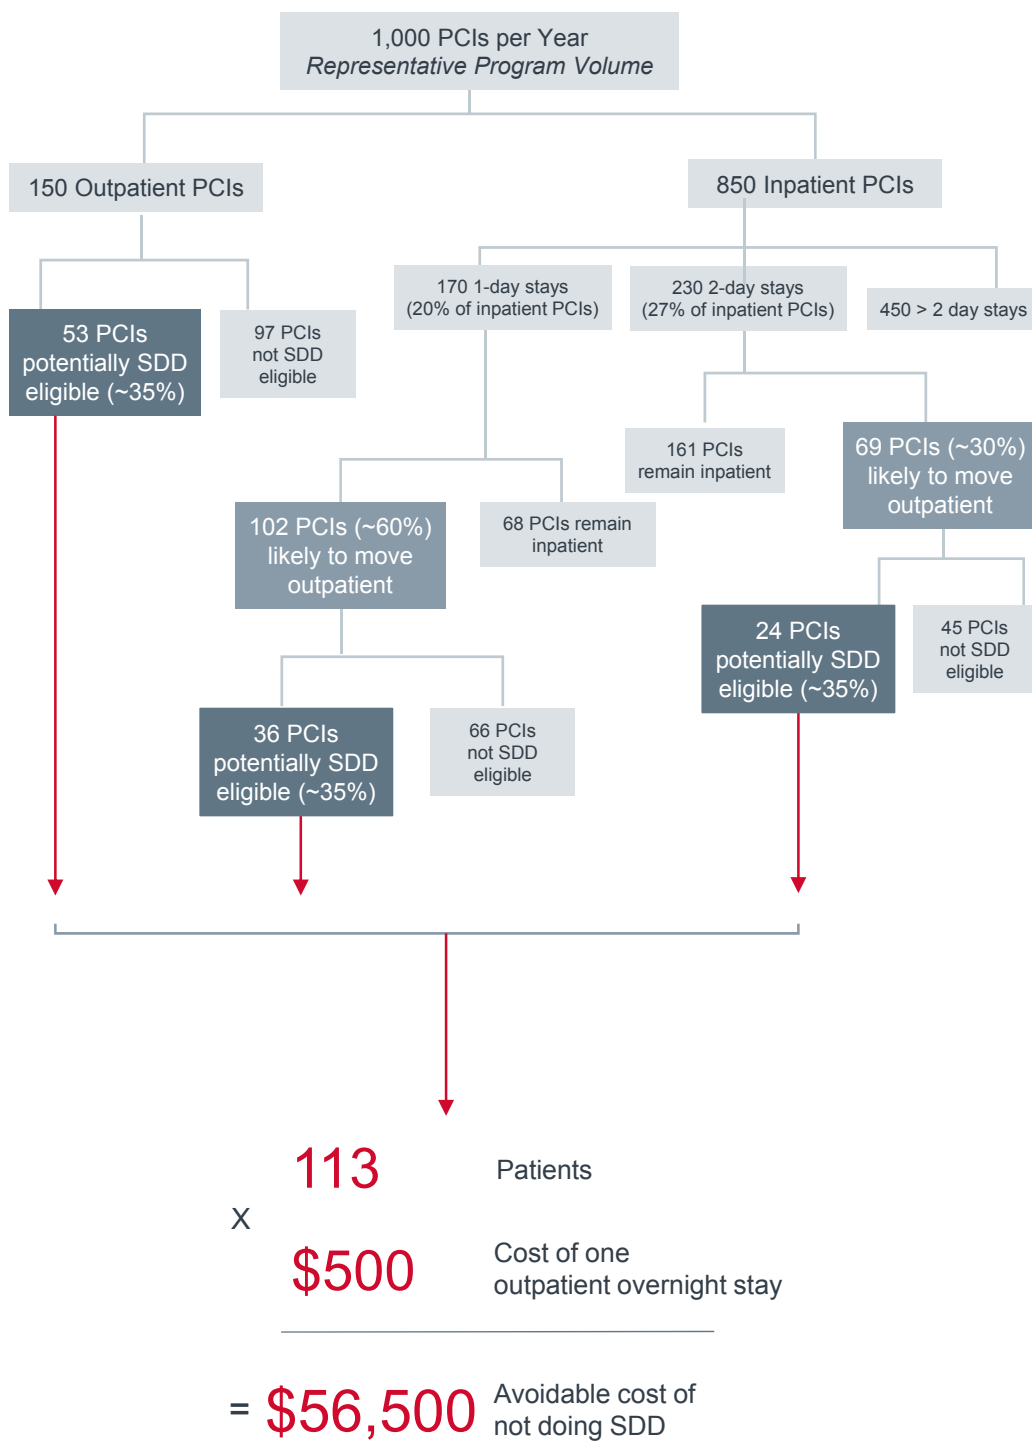 1,000 PCIs per Year
Representative Program Volume
150 Outpatient PCIs
850 Inpatient PCIs
170 1-day stays
(20% of inpatient PCIs)
230 2-day stays
(27% of inpatient PCIs)
450 > 2 day stays
53 PCIs
potentially SDD
eligible (~35%)
97 PCIs
not SDD
eligible
161 PCIs
remain inpatient
69 PCIs (~30%)
likely to move
outpatient
102 PCIs (~60%)
likely to move
outpatient
68 PCIs remain
inpatient
24 PCIs
potentially SDD
eligible (~35%)
45 PCIs
not SDD
eligible
36 PCIs
potentially SDD
eligible (~35%)
66 PCIs
not SDD
eligible
113 Patients
X
$500 Cost of one
outpatient overnight stay
= $56,500 Avoidable cost of
not doing SDD